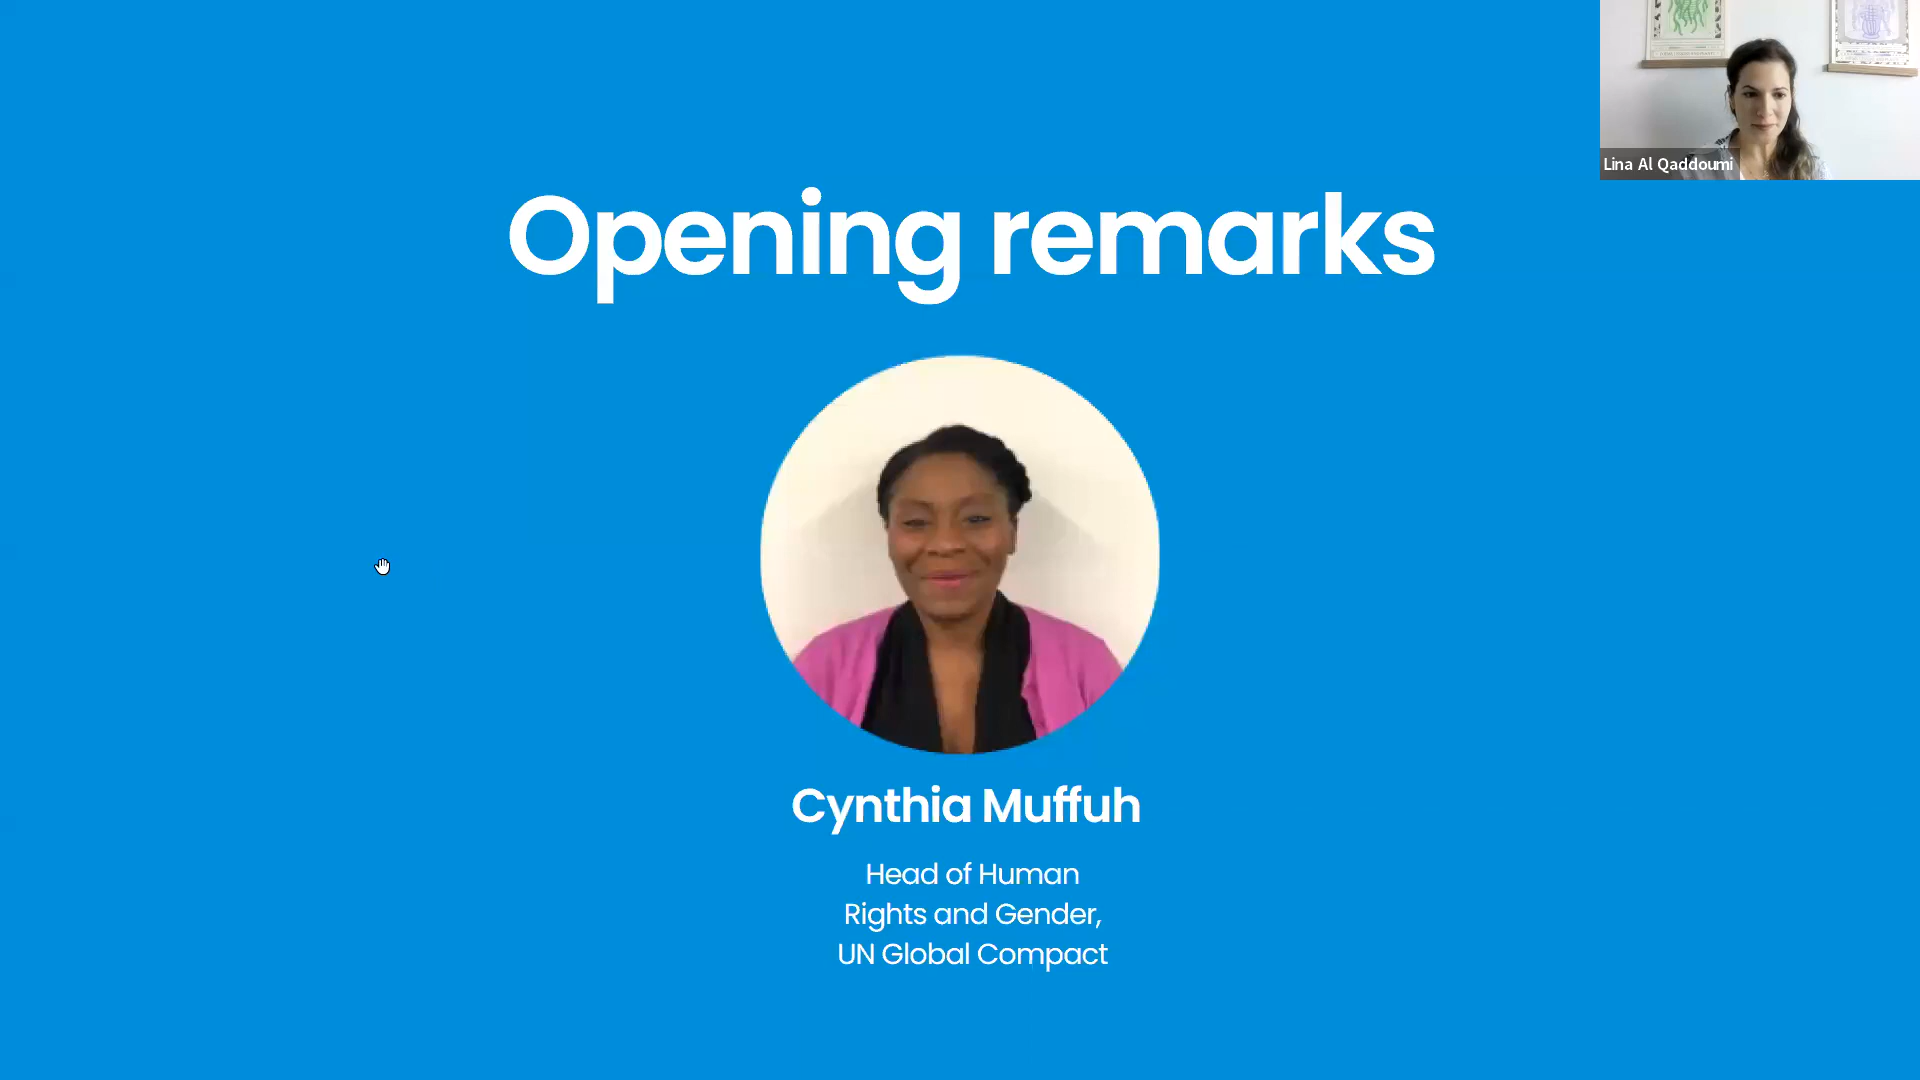 Opening remarks
Lina Al Qaddoumi
Cynthia Muffuh
Head of Human
Rights and Gender,
UN Global Compact